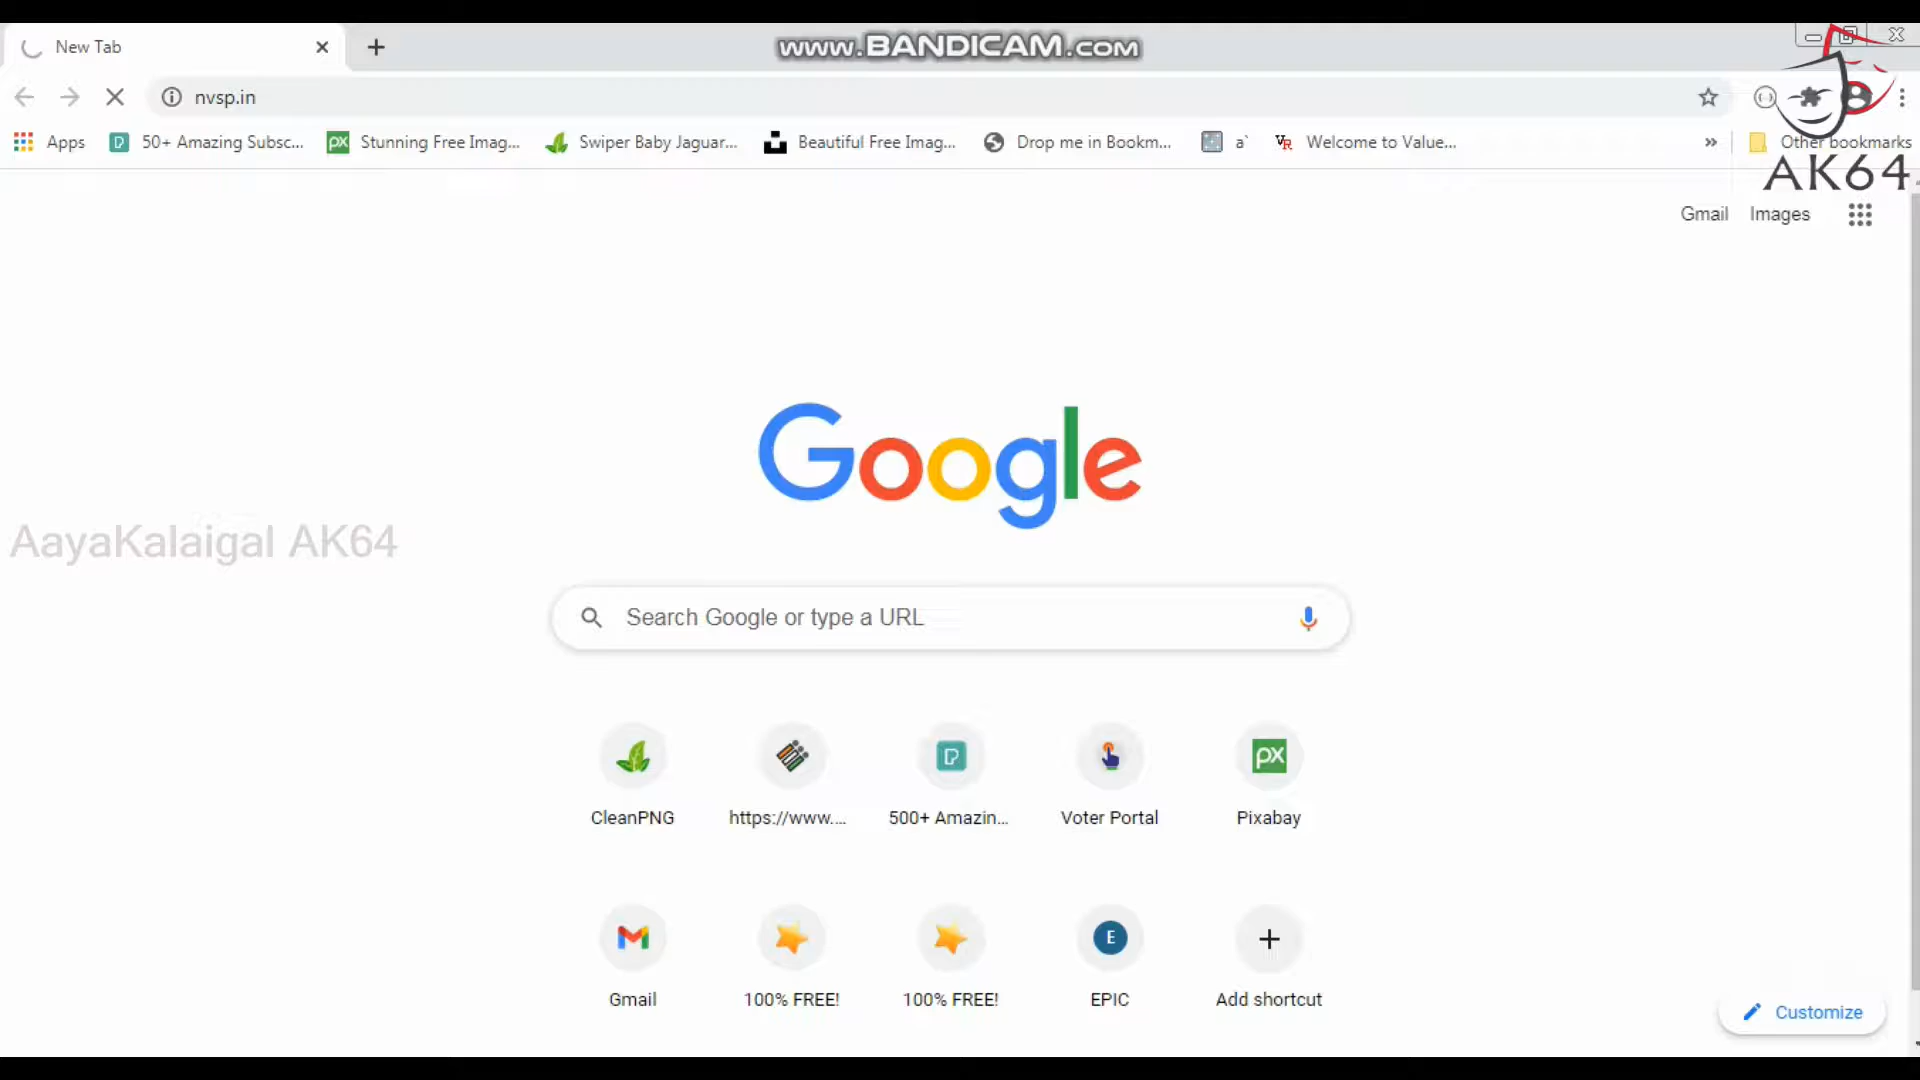 New Tab
www.BANDICAM.com
nvsp.in
Apps
50+ Amazing Subsc...
Stunning Free Imag...
Swiper Baby Jaguar...
Beautiful Free Imag...
Drop me in Bookm...
a`
Welcome to Value...
»
Other bookmarks
AK64
Gmail
Images
Google
AayaKalaigal AK64
Search Google or type a URL
CleanPNG
https://www....
500+ Amazin...
Voter Portal
Pixabay
Gmail
100% FREE!
100% FREE!
EPIC
Add shortcut
Customize